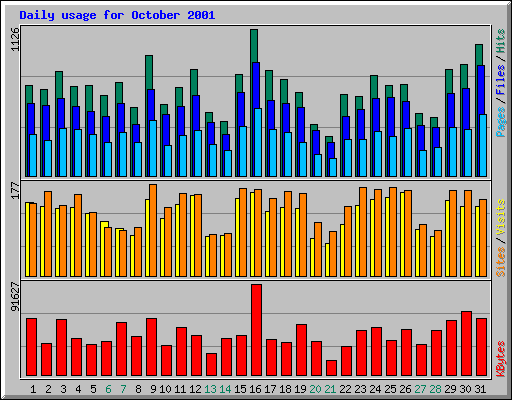 Daily usage for October 2001
1126
Pages / Files / Hits
177
Sites / Visits
91627
KBytes
1 2 3 4 5 6 7 8 9 10 11 12 13 14 15 16 17 18 19 20 21 22 23 24 25 26 27 28 29 30 31